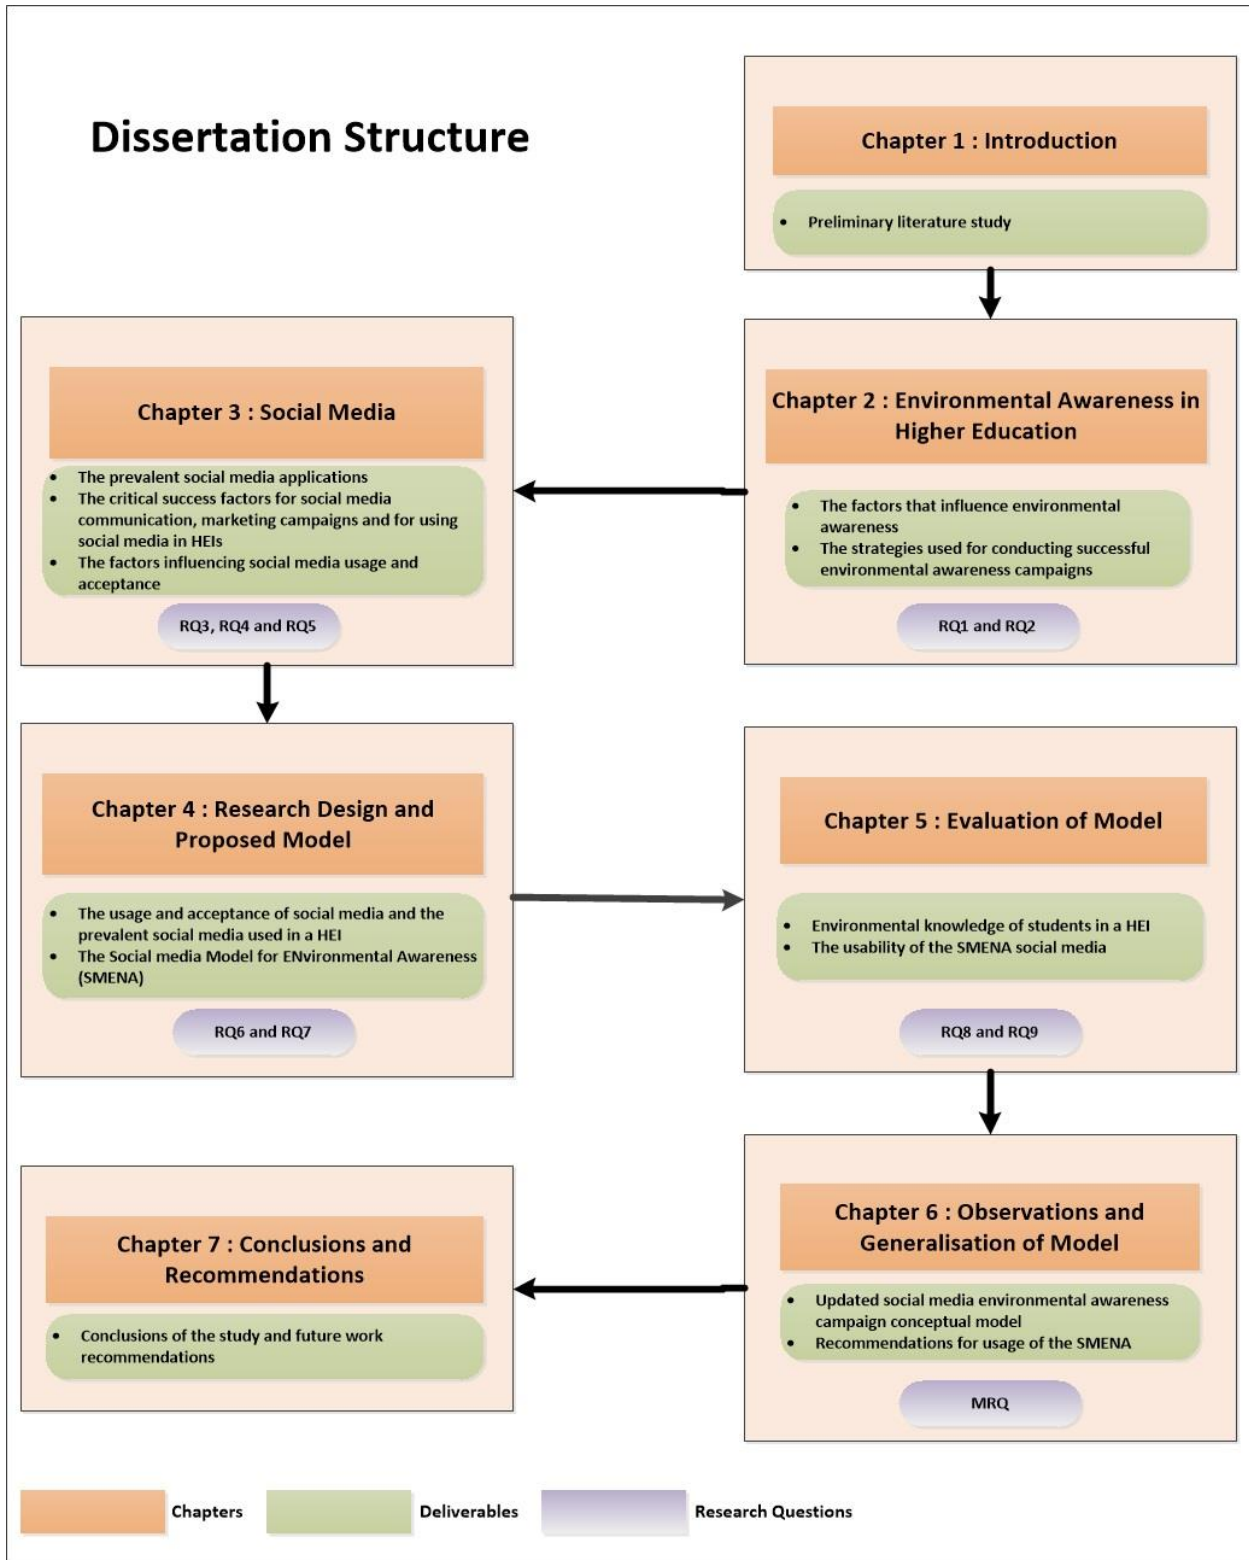 Dissertation Structure
Chapter 1 : Introduction
• Preliminary literature study
Chapter 2 : Environmental Awareness in
Higher Education
• The factors that influence environmental
awareness
• The strategies used for conducting successful
environmental awareness campaigns
RQ1 and RQ2
Chapter 3 : Social Media
• The prevalent social media applications
• The critical success factors for social media
communication, marketing campaigns and for using
social media in HEIs
• The factors influencing social media usage and
acceptance
RQ3, RQ4 and RQ5
Chapter 4 : Research Design and
Proposed Model
• The usage and acceptance of social media and the
prevalent social media used in a HEI
• The Social media Model for ENvironmental Awareness
(SMENA)
RQ6 and RQ7
Chapter 5 : Evaluation of Model
• Environmental knowledge of students in a HEI
• The usability of the SMENA social media
RQ8 and RQ9
Chapter 6 : Observations and
Generalisation of Model
• Updated social media environmental awareness
campaign conceptual model
• Recommendations for usage of the SMENA
MRQ
Chapter 7 : Conclusions and
Recommendations
• Conclusions of the study and future work
recommendations
Chapters
Deliverables
Research Questions